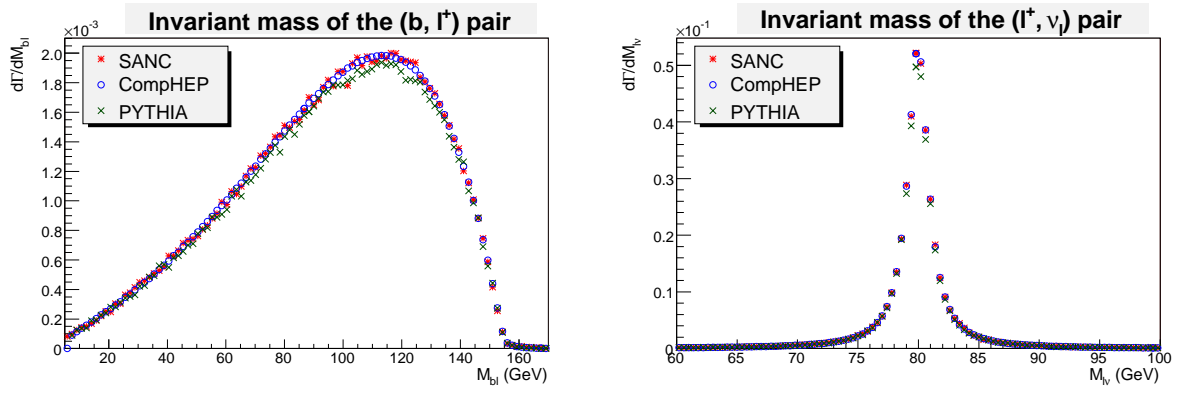 Invariant mass of the (b, l⁺) pair
×10⁻³
dΓ/dM_bl
SANC
CompHEP
PYTHIA
2.0
1.8
1.6
1.4
1.2
1.0
0.8
0.6
0.4
0.2
0
20 40 60 80 100 120 140 160
M_bl (GeV)
Invariant mass of the (l⁺, ν_l) pair
×10⁻¹
dΓ/dM_lν
SANC
CompHEP
PYTHIA
0.5
0.4
0.3
0.2
0.1
0
60 65 70 75 80 85 90 95 100
M_lν (GeV)